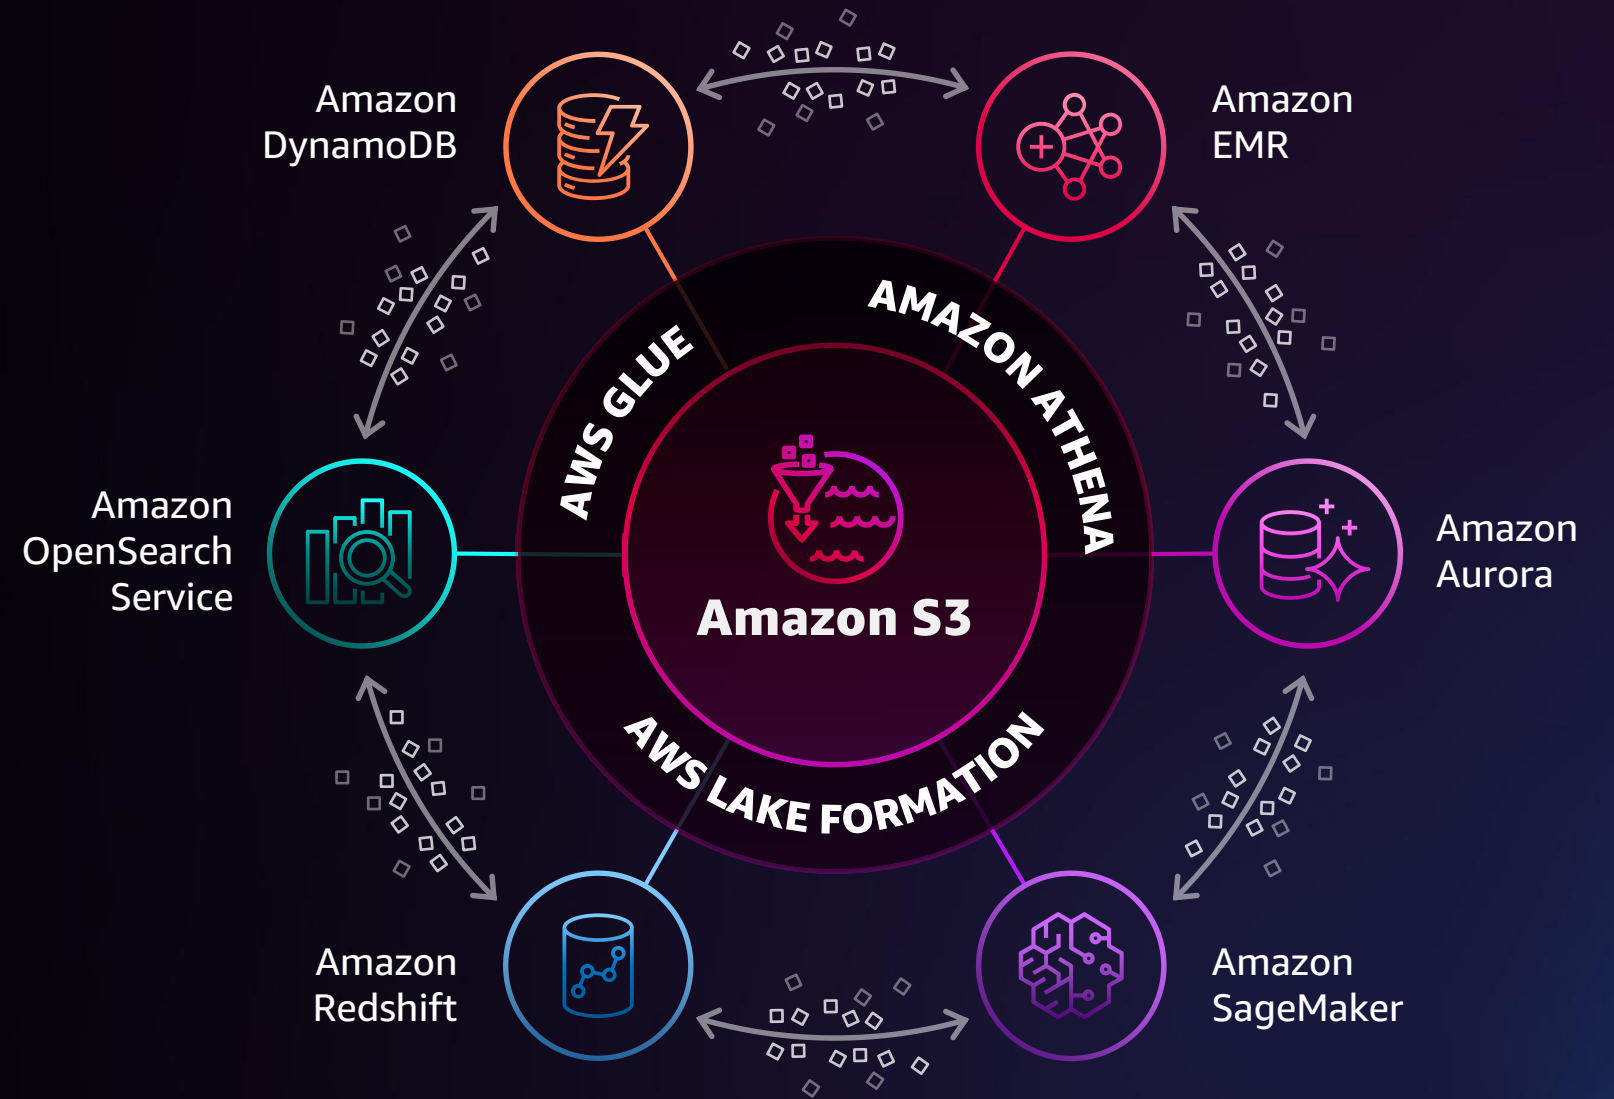 Amazon
DynamoDB
Amazon
EMR
AWS GLUE
AMAZON ATHENA
Amazon
OpenSearch
Service
Amazon S3
Amazon
Aurora
AWS LAKE FORMATION
Amazon
Redshift
Amazon
SageMaker